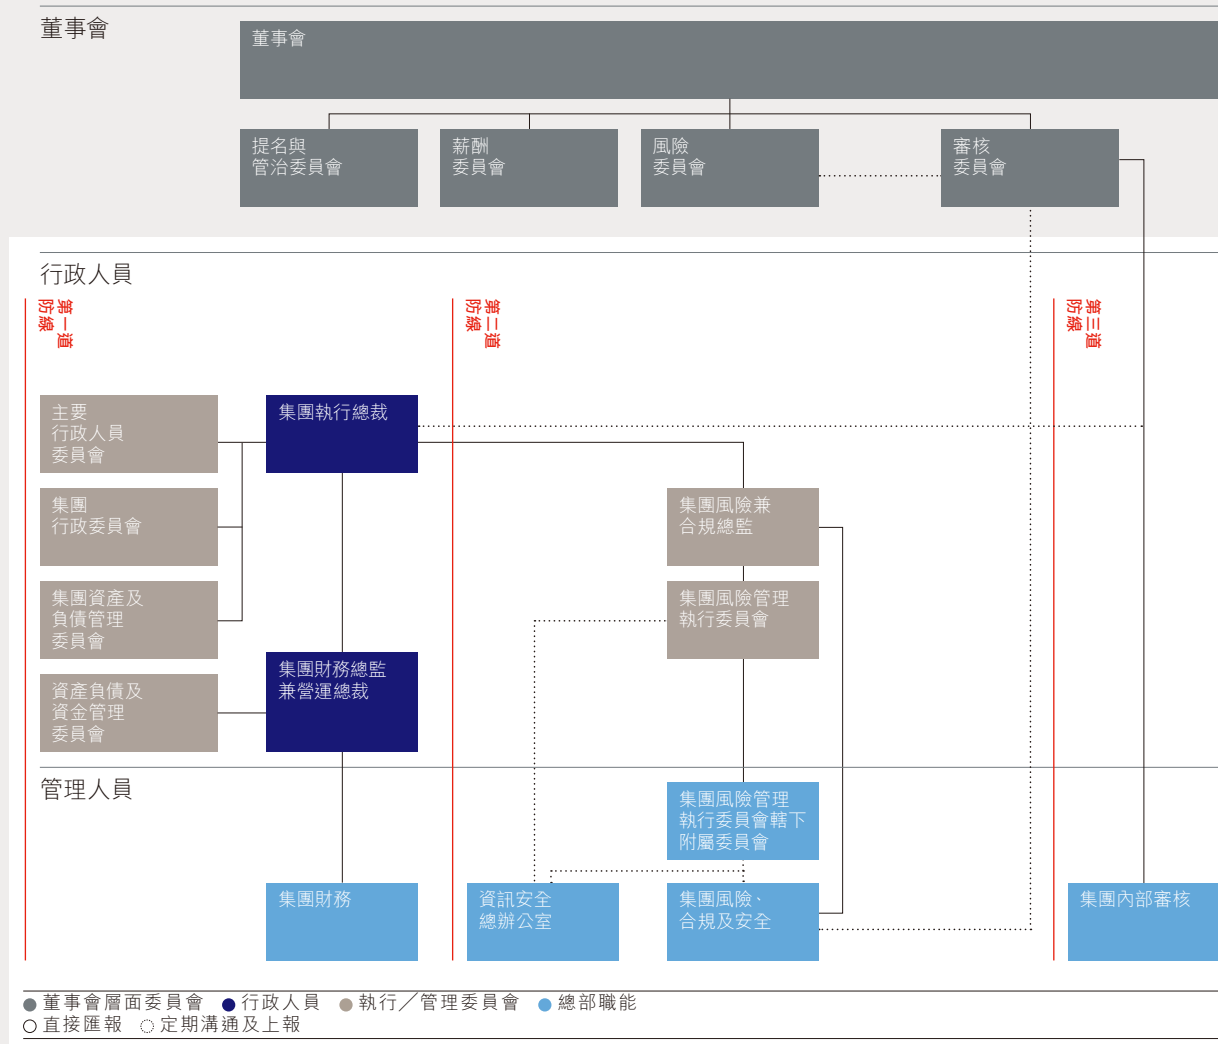 董事會
董事會
提名與
管治委員會
薪酬
委員會
風險
委員會
審核
委員會
行政人員
第一道
防線
第二道
防線
第三道
防線
主要
行政人員
委員會
集團執行總裁
集團
行政委員會
集團風險兼
合規總監
集團資產及
負債管理
委員會
集團風險管理
執行委員會
集團財務總監
兼營運總裁
資產負債及
資金管理
委員會
管理人員
集團風險管理
執行委員會轄下
附屬委員會
集團財務
資訊安全
總辦公室
集團風險、
合規及安全
集團內部審核
董事會層面委員會 行政人員 執行／管理委員會 總部職能
直接匯報 定期溝通及上報